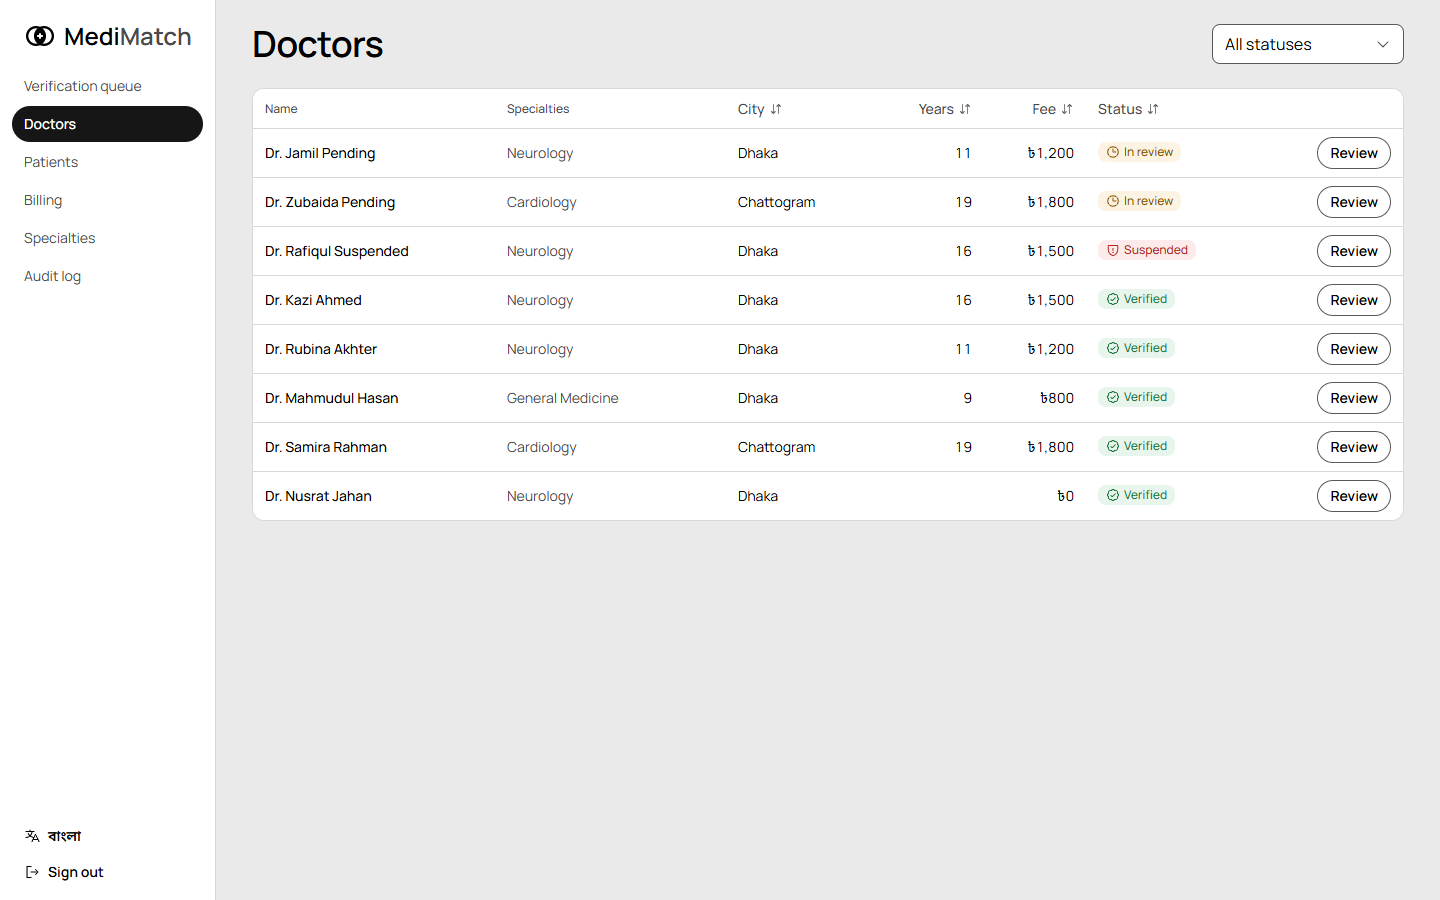 MediMatch
Verification queue
Doctors
Patients
Billing
Specialties
Audit log
বাংলা
Sign out
Doctors
All statuses
Name Specialties City Years Fee Status
Dr. Jamil Pending Neurology Dhaka 11 ৳1,200 In review Review
Dr. Zubaida Pending Cardiology Chattogram 19 ৳1,800 In review Review
Dr. Rafiqul Suspended Neurology Dhaka 16 ৳1,500 Suspended Review
Dr. Kazi Ahmed Neurology Dhaka 16 ৳1,500 Verified Review
Dr. Rubina Akhter Neurology Dhaka 11 ৳1,200 Verified Review
Dr. Mahmudul Hasan General Medicine Dhaka 9 ৳800 Verified Review
Dr. Samira Rahman Cardiology Chattogram 19 ৳1,800 Verified Review
Dr. Nusrat Jahan Neurology Dhaka ৳0 Verified Review